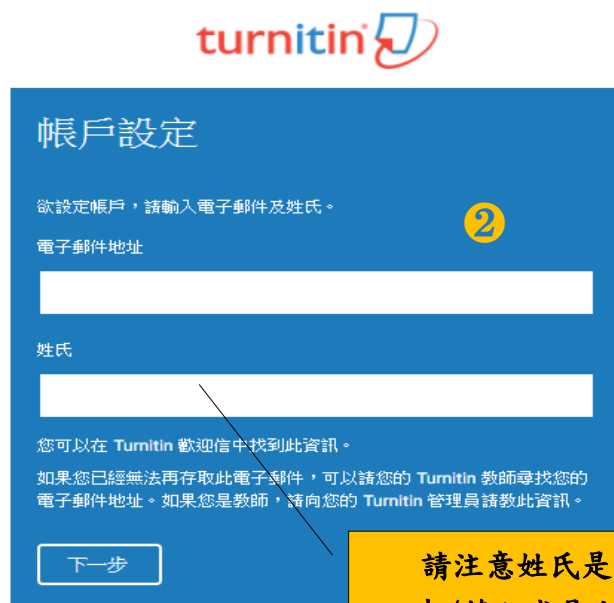 turnitin
帳戶設定
欲設定帳戶，請輸入電子郵件及姓氏。
2
電子郵件地址
姓氏
您可以在 Turnitin 歡迎信中找到此資訊。
如果您已經無法再存取此電子郵件，可以請您的 Turnitin 教師尋找您的
電子郵件地址。如果您是教師，請向您的 Turnitin 管理員請教此資訊。
下一步
請注意姓氏是